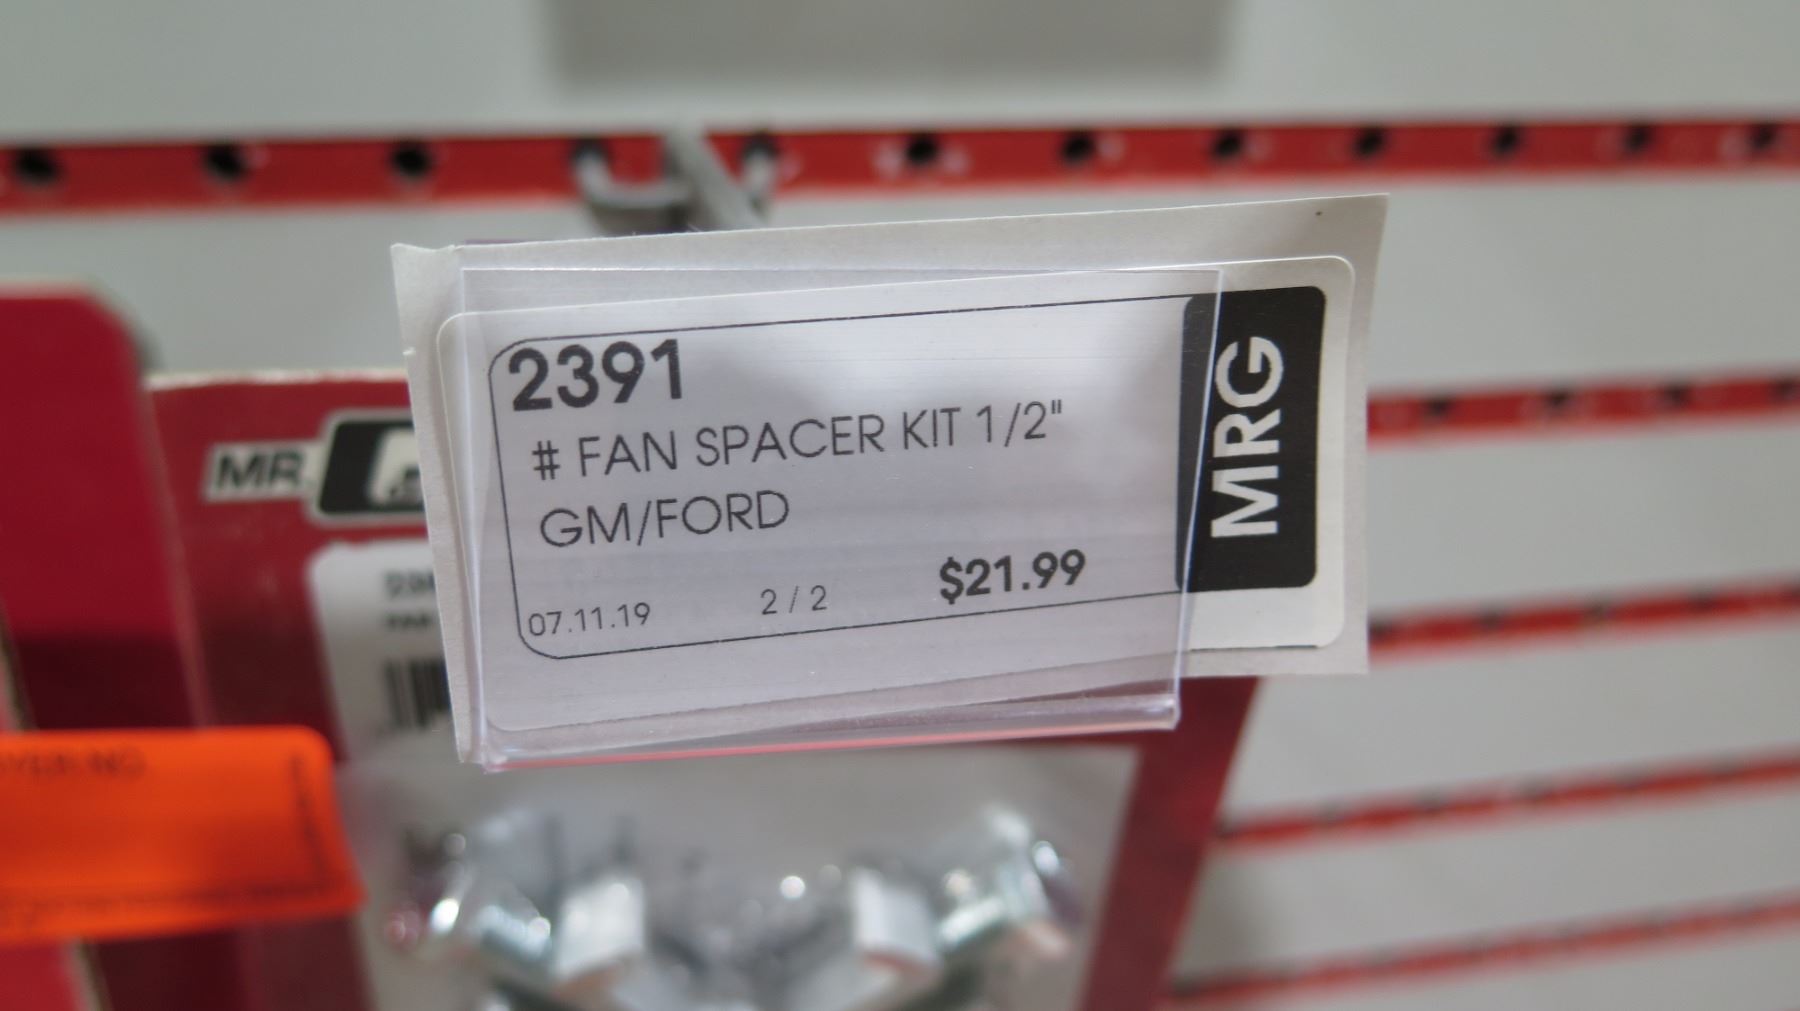 2391
# FAN SPACER KIT 1/2"
GM/FORD
07.11.19 2 / 2 $21.99
MRG
MR.